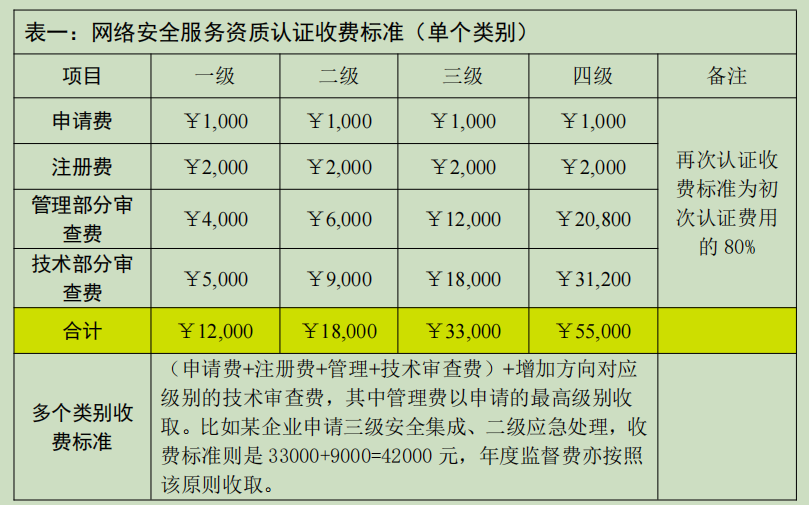 表一：网络安全服务资质认证收费标准（单个类别）
项目 一级 二级 三级 四级 备注
申请费 ￥1,000 ￥1,000 ￥1,000 ￥1,000
注册费 ￥2,000 ￥2,000 ￥2,000 ￥2,000
管理部分审
查费 ￥4,000 ￥6,000 ￥12,000 ￥20,800
技术部分审
查费 ￥5,000 ￥9,000 ￥18,000 ￥31,200
再次认证收
费标准为初
次认证费用
的 80%
合计 ￥12,000 ￥18,000 ￥33,000 ￥55,000
多个类别收
费标准
（申请费+注册费+管理+技术审查费）+增加方向对应
级别的技术审查费，其中管理费以申请的最高级别收
取。比如某企业申请三级安全集成、二级应急处理，收
费标准则是 33000+9000=42000 元，年度监督费亦按照
该原则收取。